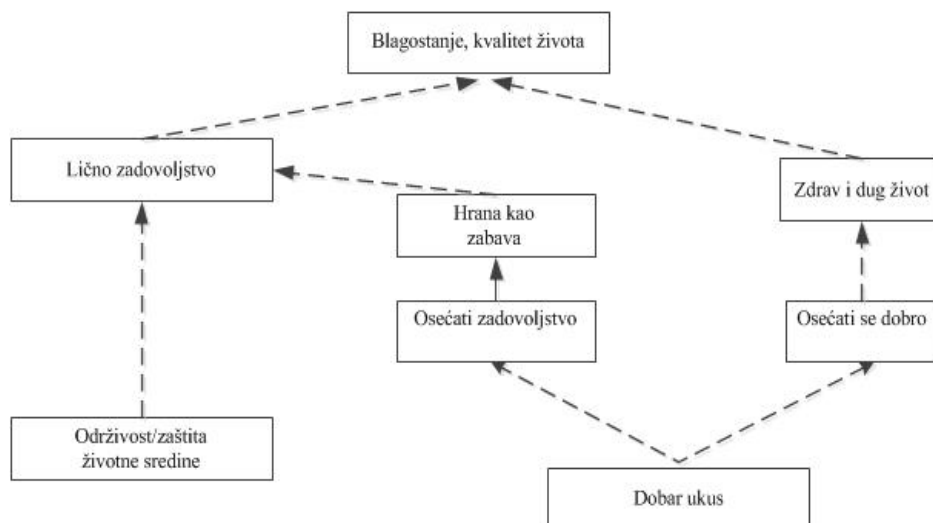 Blagostanje, kvalitet života
Lično zadovoljstvo
Zdrav i dug život
Hrana kao
zabava
Osećati zadovoljstvo
Osećati se dobro
Održivost/zaštita
životne sredine
Dobar ukus